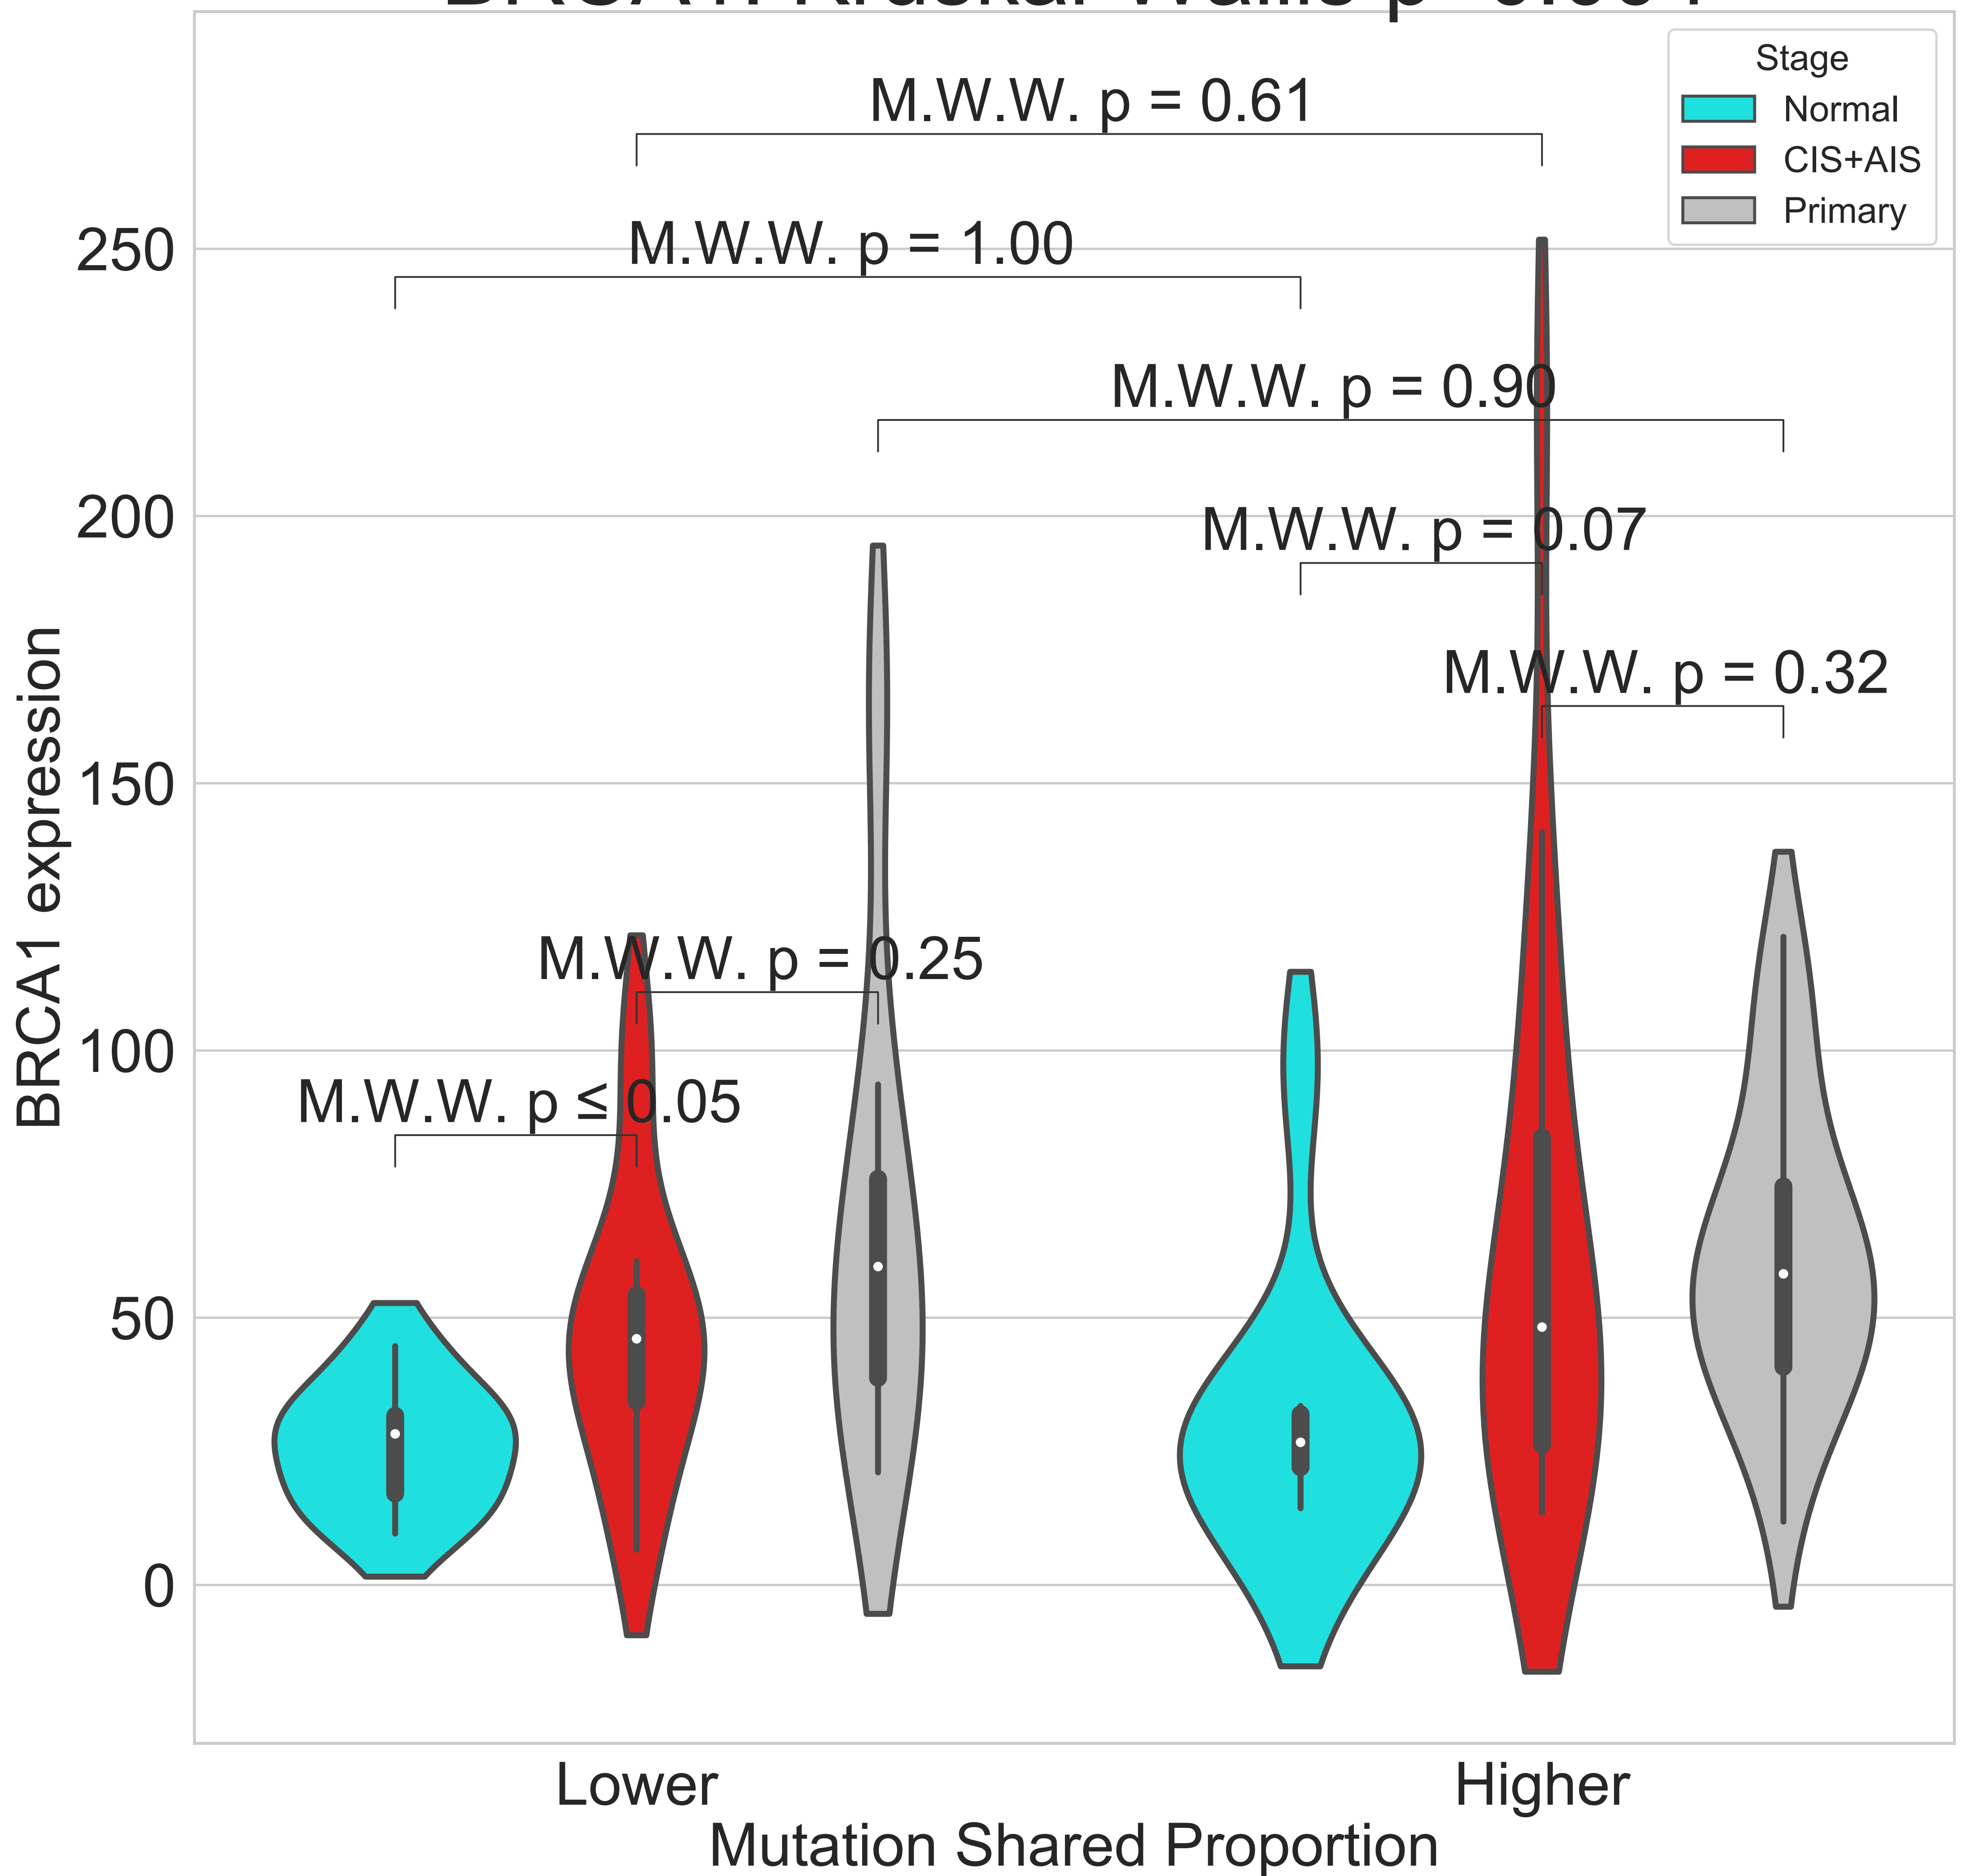 Stage
Normal
CIS+AIS
Primary
M.W.W. p = 0.61
M.W.W. p = 1.00
M.W.W. p = 0.90
M.W.W. p = 0.07
M.W.W. p = 0.32
M.W.W. p = 0.25
M.W.W. p ≤ 0.05
BRCA1 expression
250
200
150
100
50
0
Lower
Higher
Mutation Shared Proportion